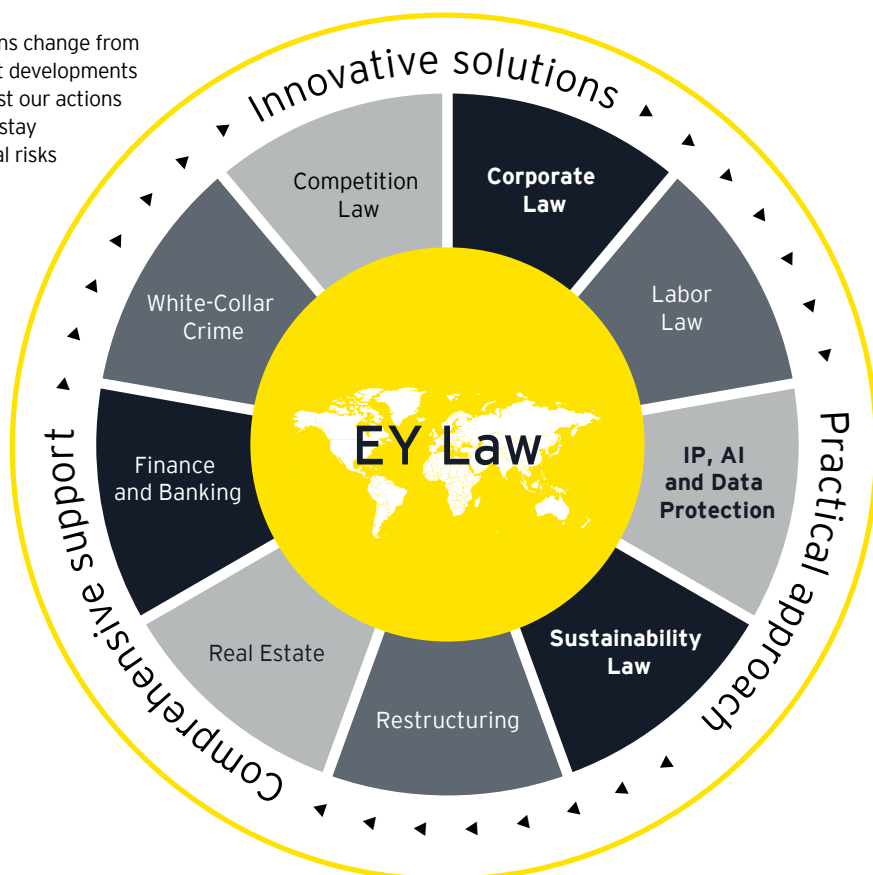 ns change from
t developments
st our actions
stay
al risks
Innovative solutions
Practical approach
Comprehensive support
Corporate
Law
Labor
Law
IP, AI
and Data
Protection
Sustainability
Law
Restructuring
Real Estate
Finance
and Banking
White-Collar
Crime
Competition
Law
EY Law